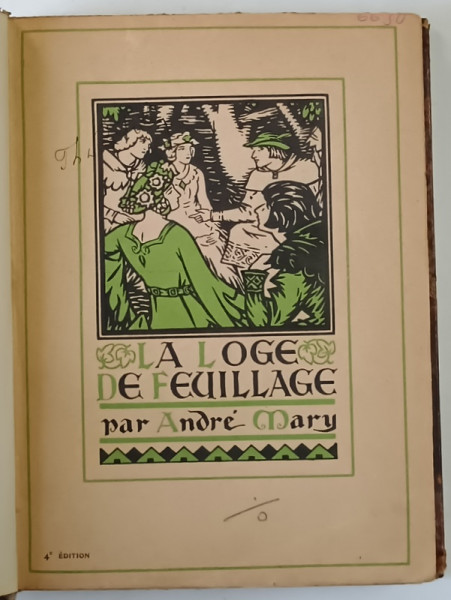 LA LOGE
DE FEUILLAGE
par André Mary
4e ÉDITION